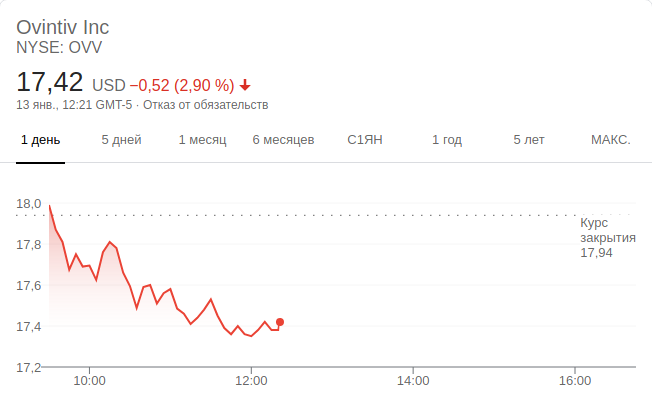 Ovintiv Inc
NYSE: OVV
17,42 USD −0,52 (2,90 %)
13 янв., 12:21 GMT-5 · Отказ от обязательств
1 день 5 дней 1 месяц 6 месяцев С1ЯН 1 год 5 лет МАКС.
18,0
Курс
закрытия
17,94
17,8
17,6
17,4
17,2
10:00 12:00 14:00 16:00